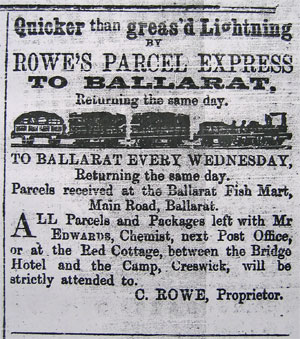 Quicker than greas'd Lightning
BY
ROWE'S PARCEL EXPRESS
TO BALLARAT,
Returning the same day.
TO BALLARAT EVERY WEDNESDAY,
Returning the same day.
Parcels received at the Ballarat Fish Mart,
Main Road, Ballarat.
ALL Parcels and Packages left with Mr
EDWARDS, Chemist, next Post Office,
or at the Red Cottage, between the Bridge
Hotel and the Camp, Creswick, will be
strictly attended to.
C. ROWE, Proprietor.